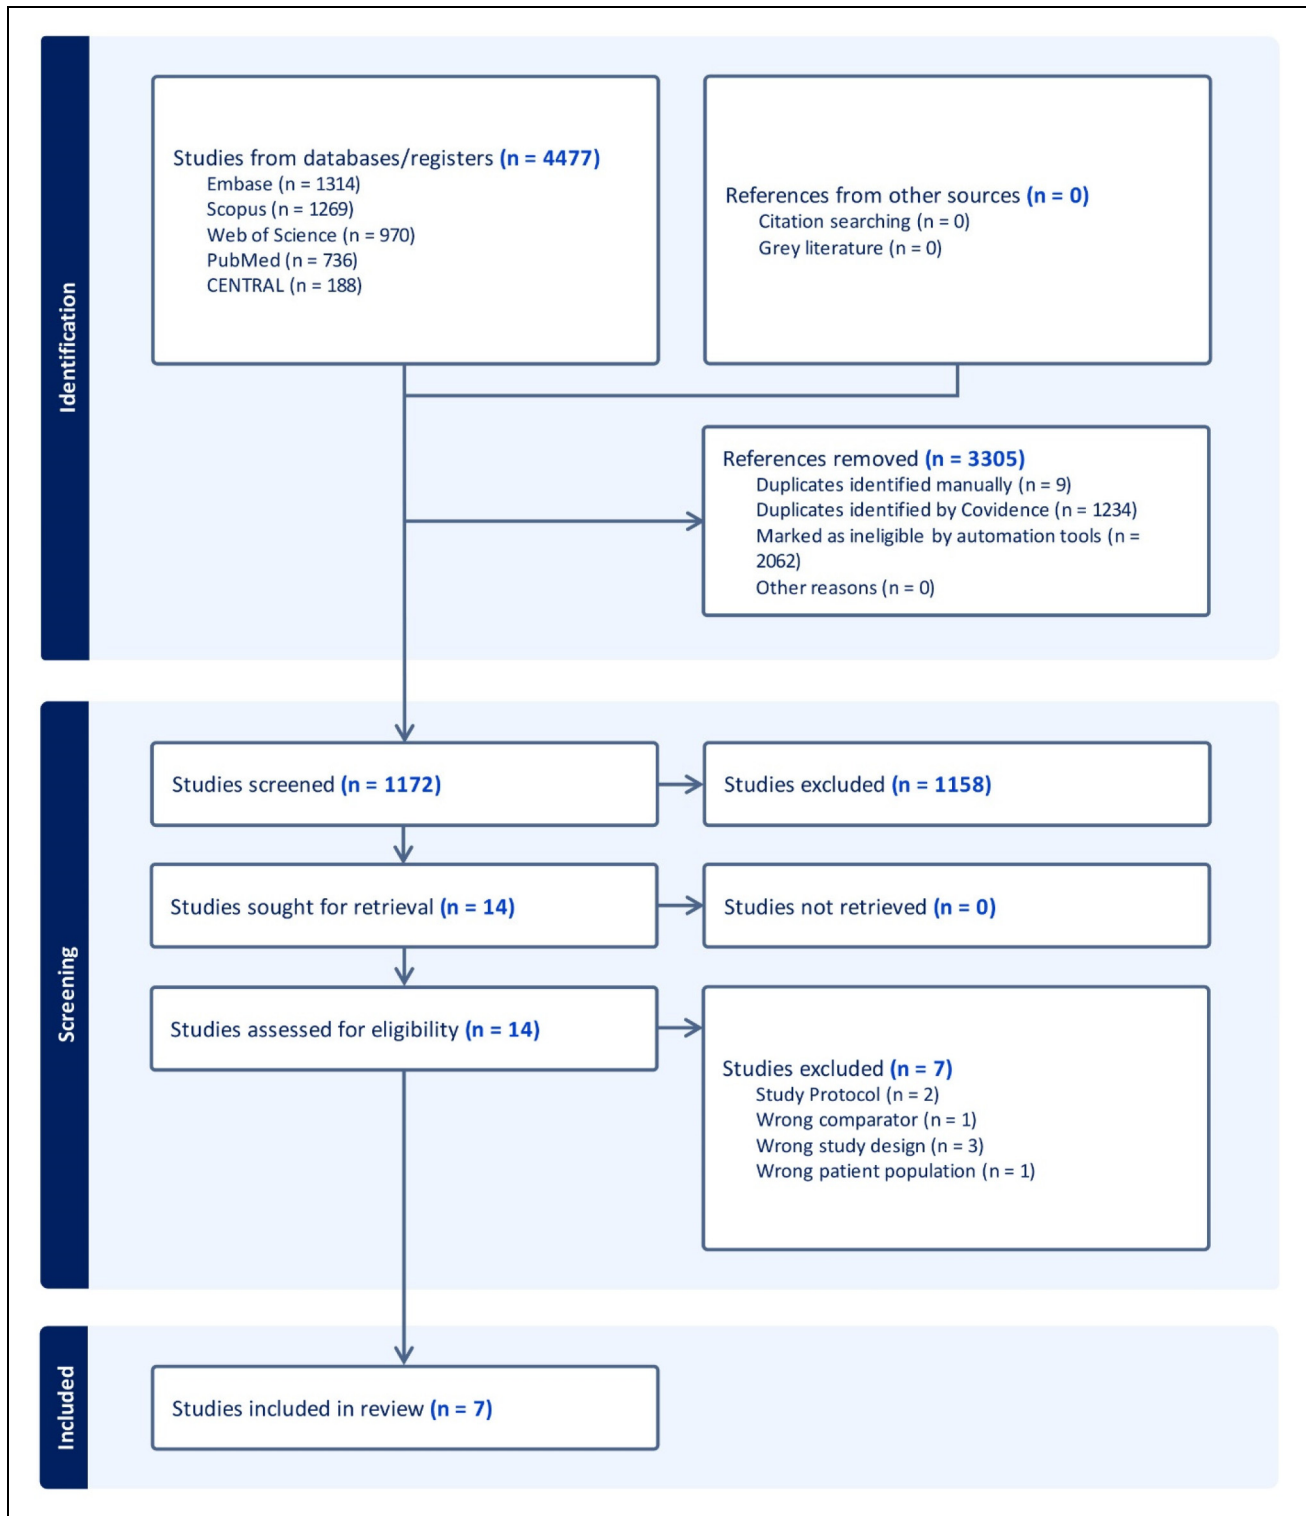 Identification
Studies from databases/registers (n = 4477)
Embase (n = 1314)
Scopus (n = 1269)
Web of Science (n = 970)
PubMed (n = 736)
CENTRAL (n = 188)
References from other sources (n = 0)
Citation searching (n = 0)
Grey literature (n = 0)
References removed (n = 3305)
Duplicates identified manually (n = 9)
Duplicates identified by Covidence (n = 1234)
Marked as ineligible by automation tools (n =
2062)
Other reasons (n = 0)
Screening
Studies screened (n = 1172)
Studies excluded (n = 1158)
Studies sought for retrieval (n = 14)
Studies not retrieved (n = 0)
Studies assessed for eligibility (n = 14)
Studies excluded (n = 7)
Study Protocol (n = 2)
Wrong comparator (n = 1)
Wrong study design (n = 3)
Wrong patient population (n = 1)
Included
Studies included in review (n = 7)